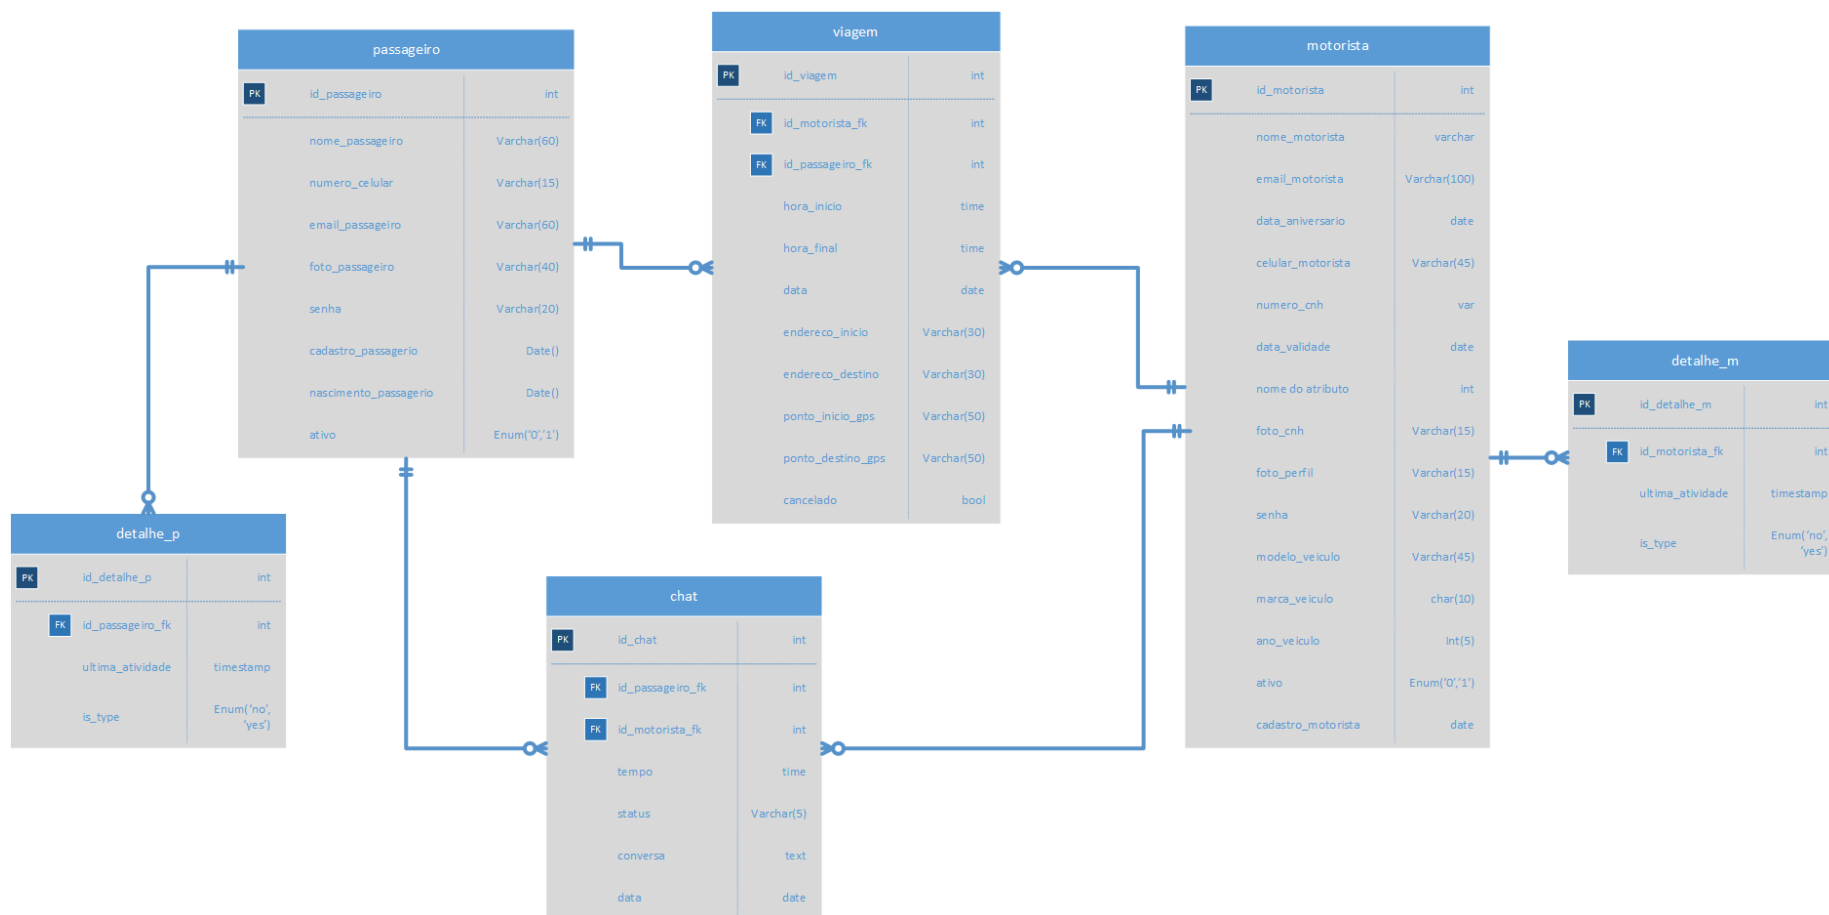 passageiro
PK id_passageiro int
nome_passageiro Varchar(60)
numero_celular Varchar(15)
email_passageiro Varchar(60)
foto_passageiro Varchar(40)
senha Varchar(20)
cadastro_passagerio Date()
nascimento_passagerio Date()
ativo Enum('0','1')
viagem
PK id_viagem int
FK id_motorista_fk int
FK id_passageiro_fk int
hora_inicio time
hora_final time
data date
endereco_inicio Varchar(30)
endereco_destino Varchar(30)
ponto_inicio_gps Varchar(50)
ponto_destino_gps Varchar(50)
cancelado bool
motorista
PK id_motorista int
nome_motorista varchar
email_motorista Varchar(100)
data_aniversario date
celular_motorista Varchar(45)
numero_cnh var
data_validade date
nome do atributo int
foto_cnh Varchar(15)
foto_perfil Varchar(15)
senha Varchar(20)
modelo_veiculo Varchar(45)
marca_veiculo char(10)
ano_veiculo Int(5)
ativo Enum('0','1')
cadastro_motorista date
detalhe_m
PK id_detalhe_m int
FK id_motorista_fk int
ultima_atividade timestamp
is_type Enum('no',
'yes')
detalhe_p
PK id_detalhe_p int
FK id_passageiro_fk int
ultima_atividade timestamp
is_type Enum('no',
'yes')
chat
PK id_chat int
FK id_passageiro_fk int
FK id_motorista_fk int
tempo time
status Varchar(5)
conversa text
data date